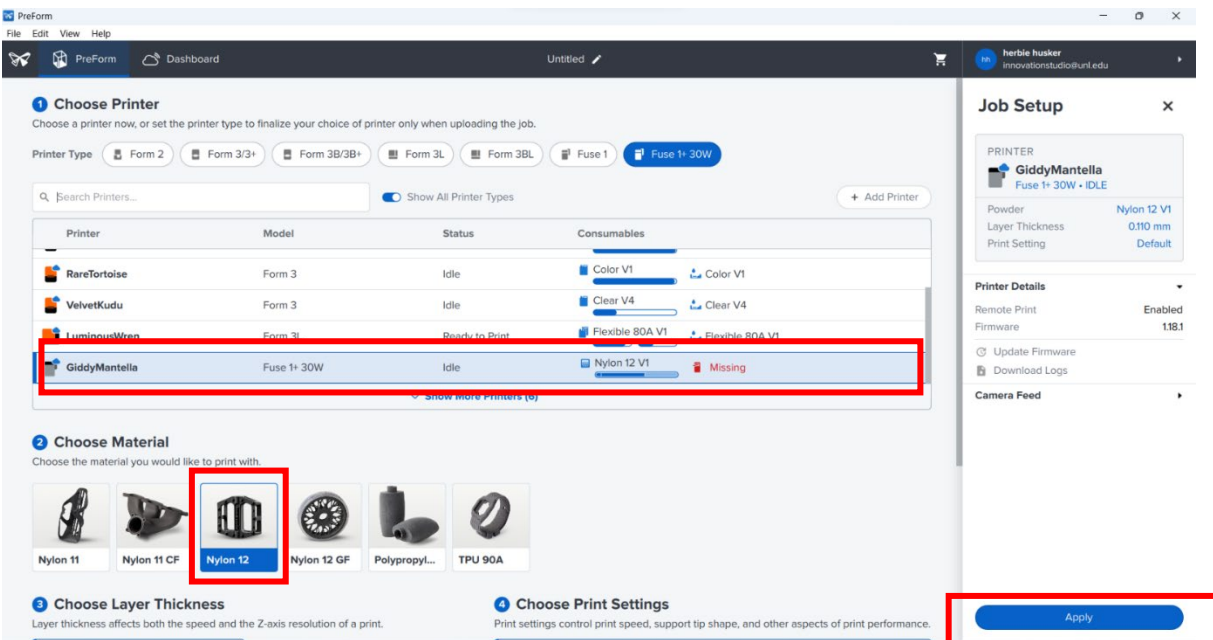 PreForm
File Edit View Help
PreForm Dashboard Untitled herbie husker
innovationstudio@unl.edu
hh
1 Choose Printer
Choose a printer now, or set the printer type to finalize your choice of printer only when uploading the job.
Printer Type Form 2 Form 3/3+ Form 3B/3B+ Form 3L Form 3BL Fuse 1 Fuse 1+ 30W
Search Printers... Show All Printer Types + Add Printer
Printer Model Status Consumables
RareTortoise Form 3 Idle Color V1 Color V1
VelvetKudu Form 3 Idle Clear V4 Clear V4
LuminousWren Form 3L Ready to Print Flexible 80A V1 Flexible 80A V1
GiddyMantella Fuse 1+ 30W Idle Nylon 12 V1 Missing
Show More Printers (6)
2 Choose Material
Choose the material you would like to print with.
Nylon 11 Nylon 11 CF Nylon 12 Nylon 12 GF Polypropyl... TPU 90A
3 Choose Layer Thickness
Layer thickness affects both the speed and the Z-axis resolution of a print.
4 Choose Print Settings
Print settings control print speed, support tip shape, and other aspects of print performance.
Job Setup
PRINTER
GiddyMantella
Fuse 1+ 30W • IDLE
Powder Nylon 12 V1
Layer Thickness 0.110 mm
Print Setting Default
Printer Details
Remote Print Enabled
Firmware 1.18.1
Update Firmware
Download Logs
Camera Feed
Apply